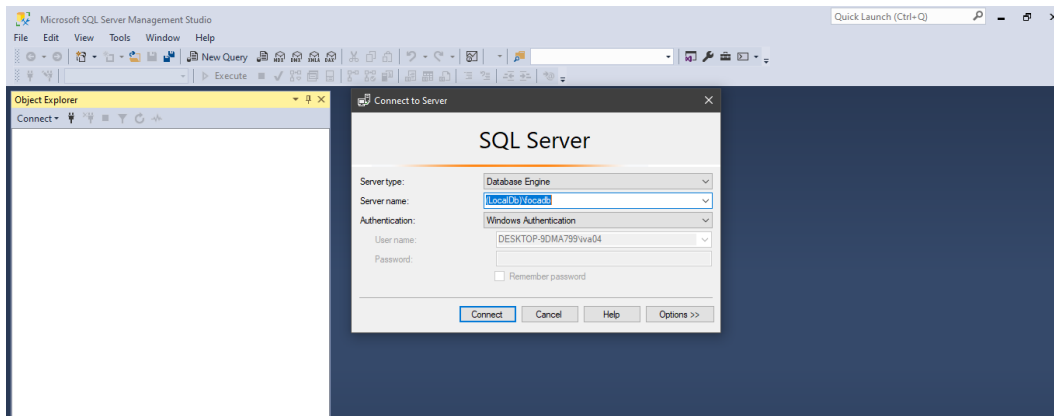 Microsoft SQL Server Management Studio
Quick Launch (Ctrl+Q)
File Edit View Tools Window Help
New Query
Execute
Object Explorer
Connect
Connect to Server
SQL Server
Server type: Database Engine
Server name: (LocalDb)\focadb
Authentication: Windows Authentication
User name: DESKTOP-9DMA799\iva04
Password:
Remember password
Connect Cancel Help Options >>